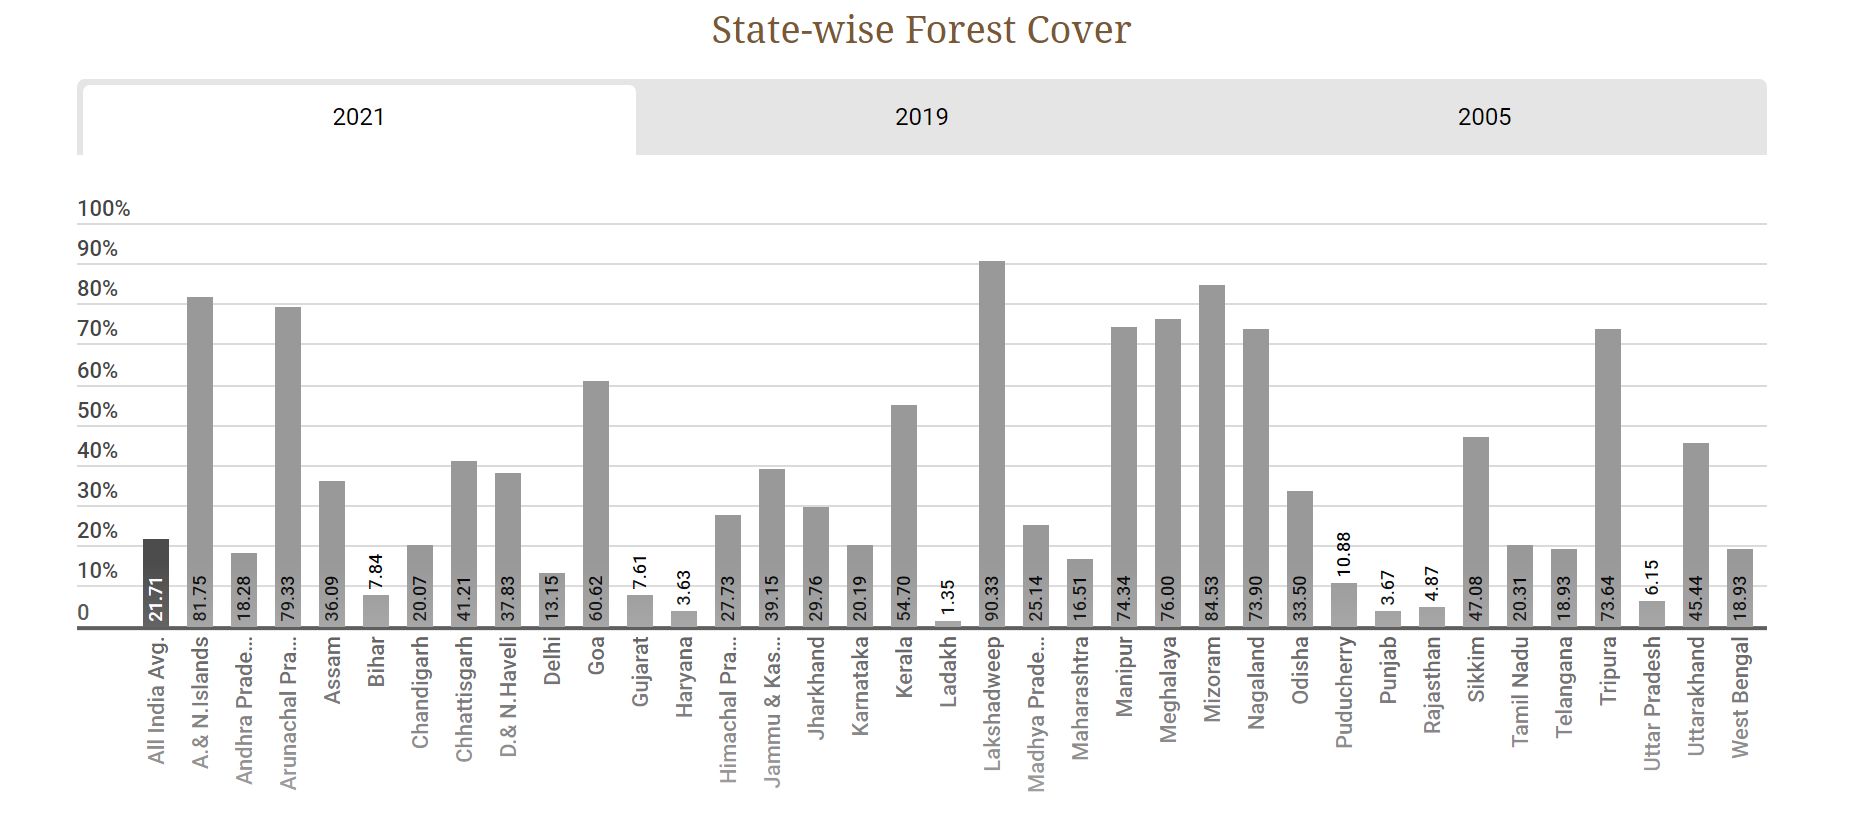 State-wise Forest Cover
2021 2019 2005
100%
90%
80%
70%
60%
50%
40%
30%
20%
10%
0
21.71 81.75 18.28 79.33 36.09 7.84 20.07 41.21 37.83 13.15 60.62 7.61 3.63 27.73 39.15 29.76 20.19 54.70 1.35 90.33 25.14 16.51 74.34 76.00 84.53 73.90 33.50 10.88 3.67 4.87 47.08 20.31 18.93 73.64 6.15 45.44 18.93
All India Avg.
A.& N.Islands
Andhra Prade...
Arunachal Pra...
Assam
Bihar
Chandigarh
Chhattisgarh
D.& N.Haveli
Delhi
Goa
Gujarat
Haryana
Himachal Pra...
Jammu & Kas...
Jharkhand
Karnataka
Kerala
Ladakh
Lakshadweep
Madhya Prade...
Maharashtra
Manipur
Meghalaya
Mizoram
Nagaland
Odisha
Puducherry
Punjab
Rajasthan
Sikkim
Tamil Nadu
Telangana
Tripura
Uttar Pradesh
Uttarakhand
West Bengal